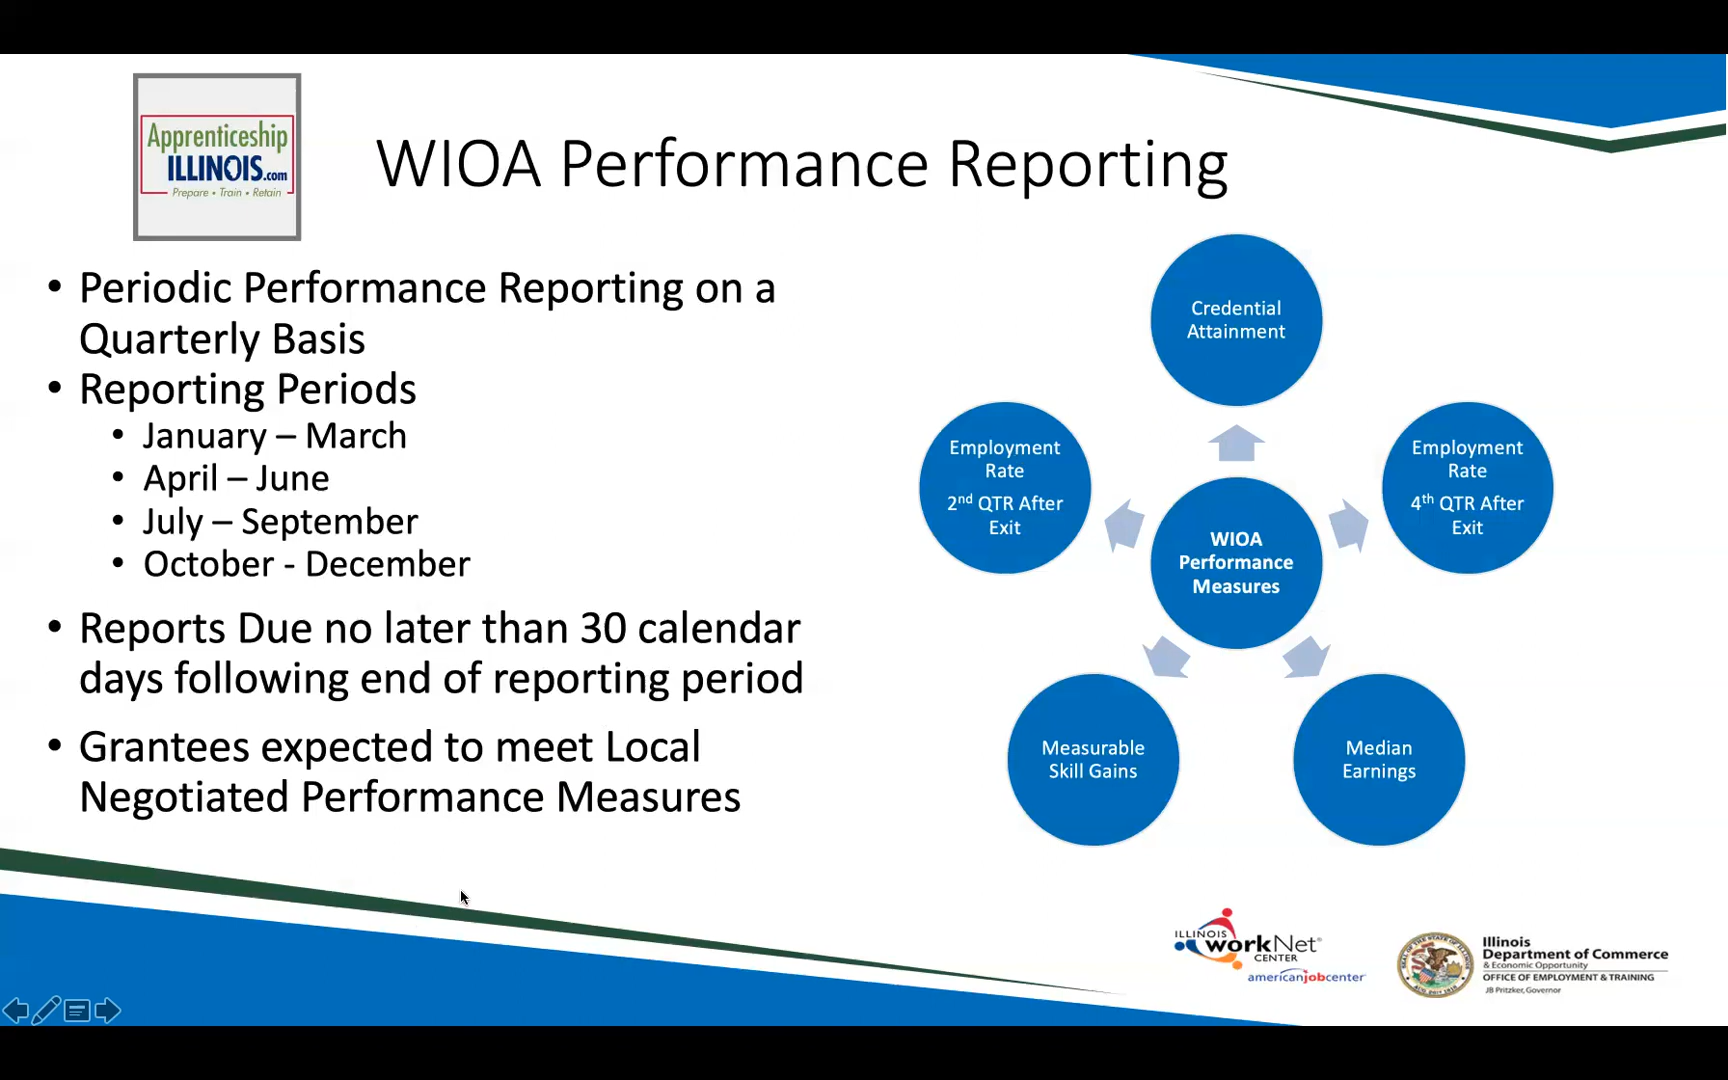 Apprenticeship
ILLINOIS.com
Prepare • Train • Retain
WIOA Performance Reporting
• Periodic Performance Reporting on a
Quarterly Basis
• Reporting Periods
• January – March
• April – June
• July – September
• October - December
• Reports Due no later than 30 calendar
days following end of reporting period
• Grantees expected to meet Local
Negotiated Performance Measures
Credential
Attainment
Employment
Rate
2nd QTR After
Exit
Employment
Rate
4th QTR After
Exit
WIOA
Performance
Measures
Measurable
Skill Gains
Median
Earnings
ILLINOIS
workNet®
CENTER
americanjobcenter
Illinois
Department of Commerce
& Economic Opportunity
OFFICE OF EMPLOYMENT & TRAINING
JB Pritzker, Governor